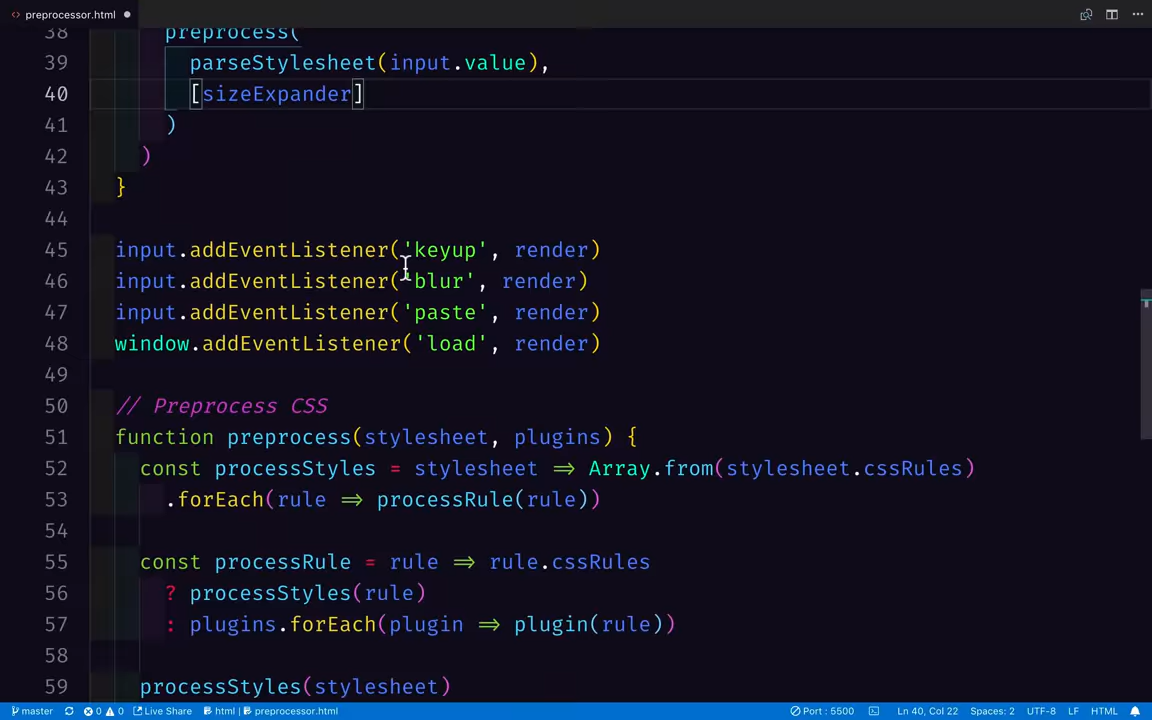 preprocessor.html
38 preprocess(
39 parseStylesheet(input.value),
40 [sizeExpander]
41 )
42 )
43 }
44
45 input.addEventListener('keyup', render)
46 input.addEventListener('blur', render)
47 input.addEventListener('paste', render)
48 window.addEventListener('load', render)
49
50 // Preprocess CSS
51 function preprocess(stylesheet, plugins) {
52 const processStyles = stylesheet => Array.from(stylesheet.cssRules)
53 .forEach(rule => processRule(rule))
54
55 const processRule = rule => rule.cssRules
56 ? processStyles(rule)
57 : plugins.forEach(plugin => plugin(rule))
58
59 processStyles(stylesheet)
master 0 0 Live Share html | preprocessor.html Port : 5500 Ln 40, Col 22 Spaces: 2 UTF-8 LF HTML